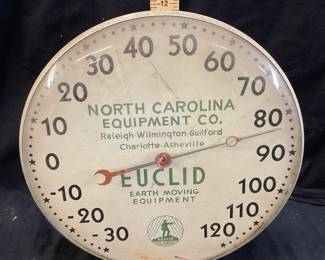 12
-30
-20
-10
0
10
20
30
40
50
60
70
80
90
100
110
120
NORTH CAROLINA
EQUIPMENT CO.
Raleigh-Wilmington-Guilford
Charlotte-Asheville
EUCLID
EARTH MOVING
EQUIPMENT